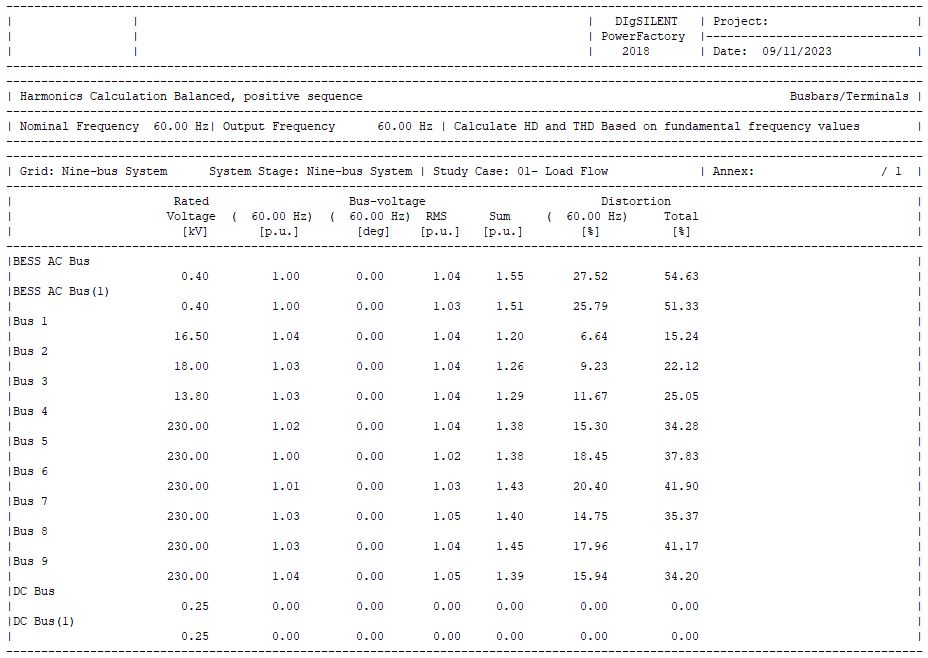 DIgSILENT | Project:
PowerFactory
2018 | Date: 09/11/2023
Harmonics Calculation Balanced, positive sequence Busbars/Terminals
Nominal Frequency 60.00 Hz| Output Frequency 60.00 Hz | Calculate HD and THD Based on fundamental frequency values
Grid: Nine-bus System System Stage: Nine-bus System | Study Case: 01- Load Flow | Annex: / 1
Rated Bus-voltage Distortion
Voltage ( 60.00 Hz) ( 60.00 Hz) RMS Sum ( 60.00 Hz) Total
[kV] [p.u.] [deg] [p.u.] [p.u.] [%] [%]
BESS AC Bus
0.40 1.00 0.00 1.04 1.55 27.52 54.63
BESS AC Bus(1)
0.40 1.00 0.00 1.03 1.51 25.79 51.33
Bus 1
16.50 1.04 0.00 1.04 1.20 6.64 15.24
Bus 2
18.00 1.03 0.00 1.04 1.26 9.23 22.12
Bus 3
13.80 1.03 0.00 1.04 1.29 11.67 25.05
Bus 4
230.00 1.02 0.00 1.04 1.38 15.30 34.28
Bus 5
230.00 1.00 0.00 1.02 1.38 18.45 37.83
Bus 6
230.00 1.01 0.00 1.03 1.43 20.40 41.90
Bus 7
230.00 1.03 0.00 1.05 1.40 14.75 35.37
Bus 8
230.00 1.03 0.00 1.04 1.45 17.96 41.17
Bus 9
230.00 1.04 0.00 1.05 1.39 15.94 34.20
DC Bus
0.25 0.00 0.00 0.00 0.00 0.00 0.00
DC Bus(1)
0.25 0.00 0.00 0.00 0.00 0.00 0.00